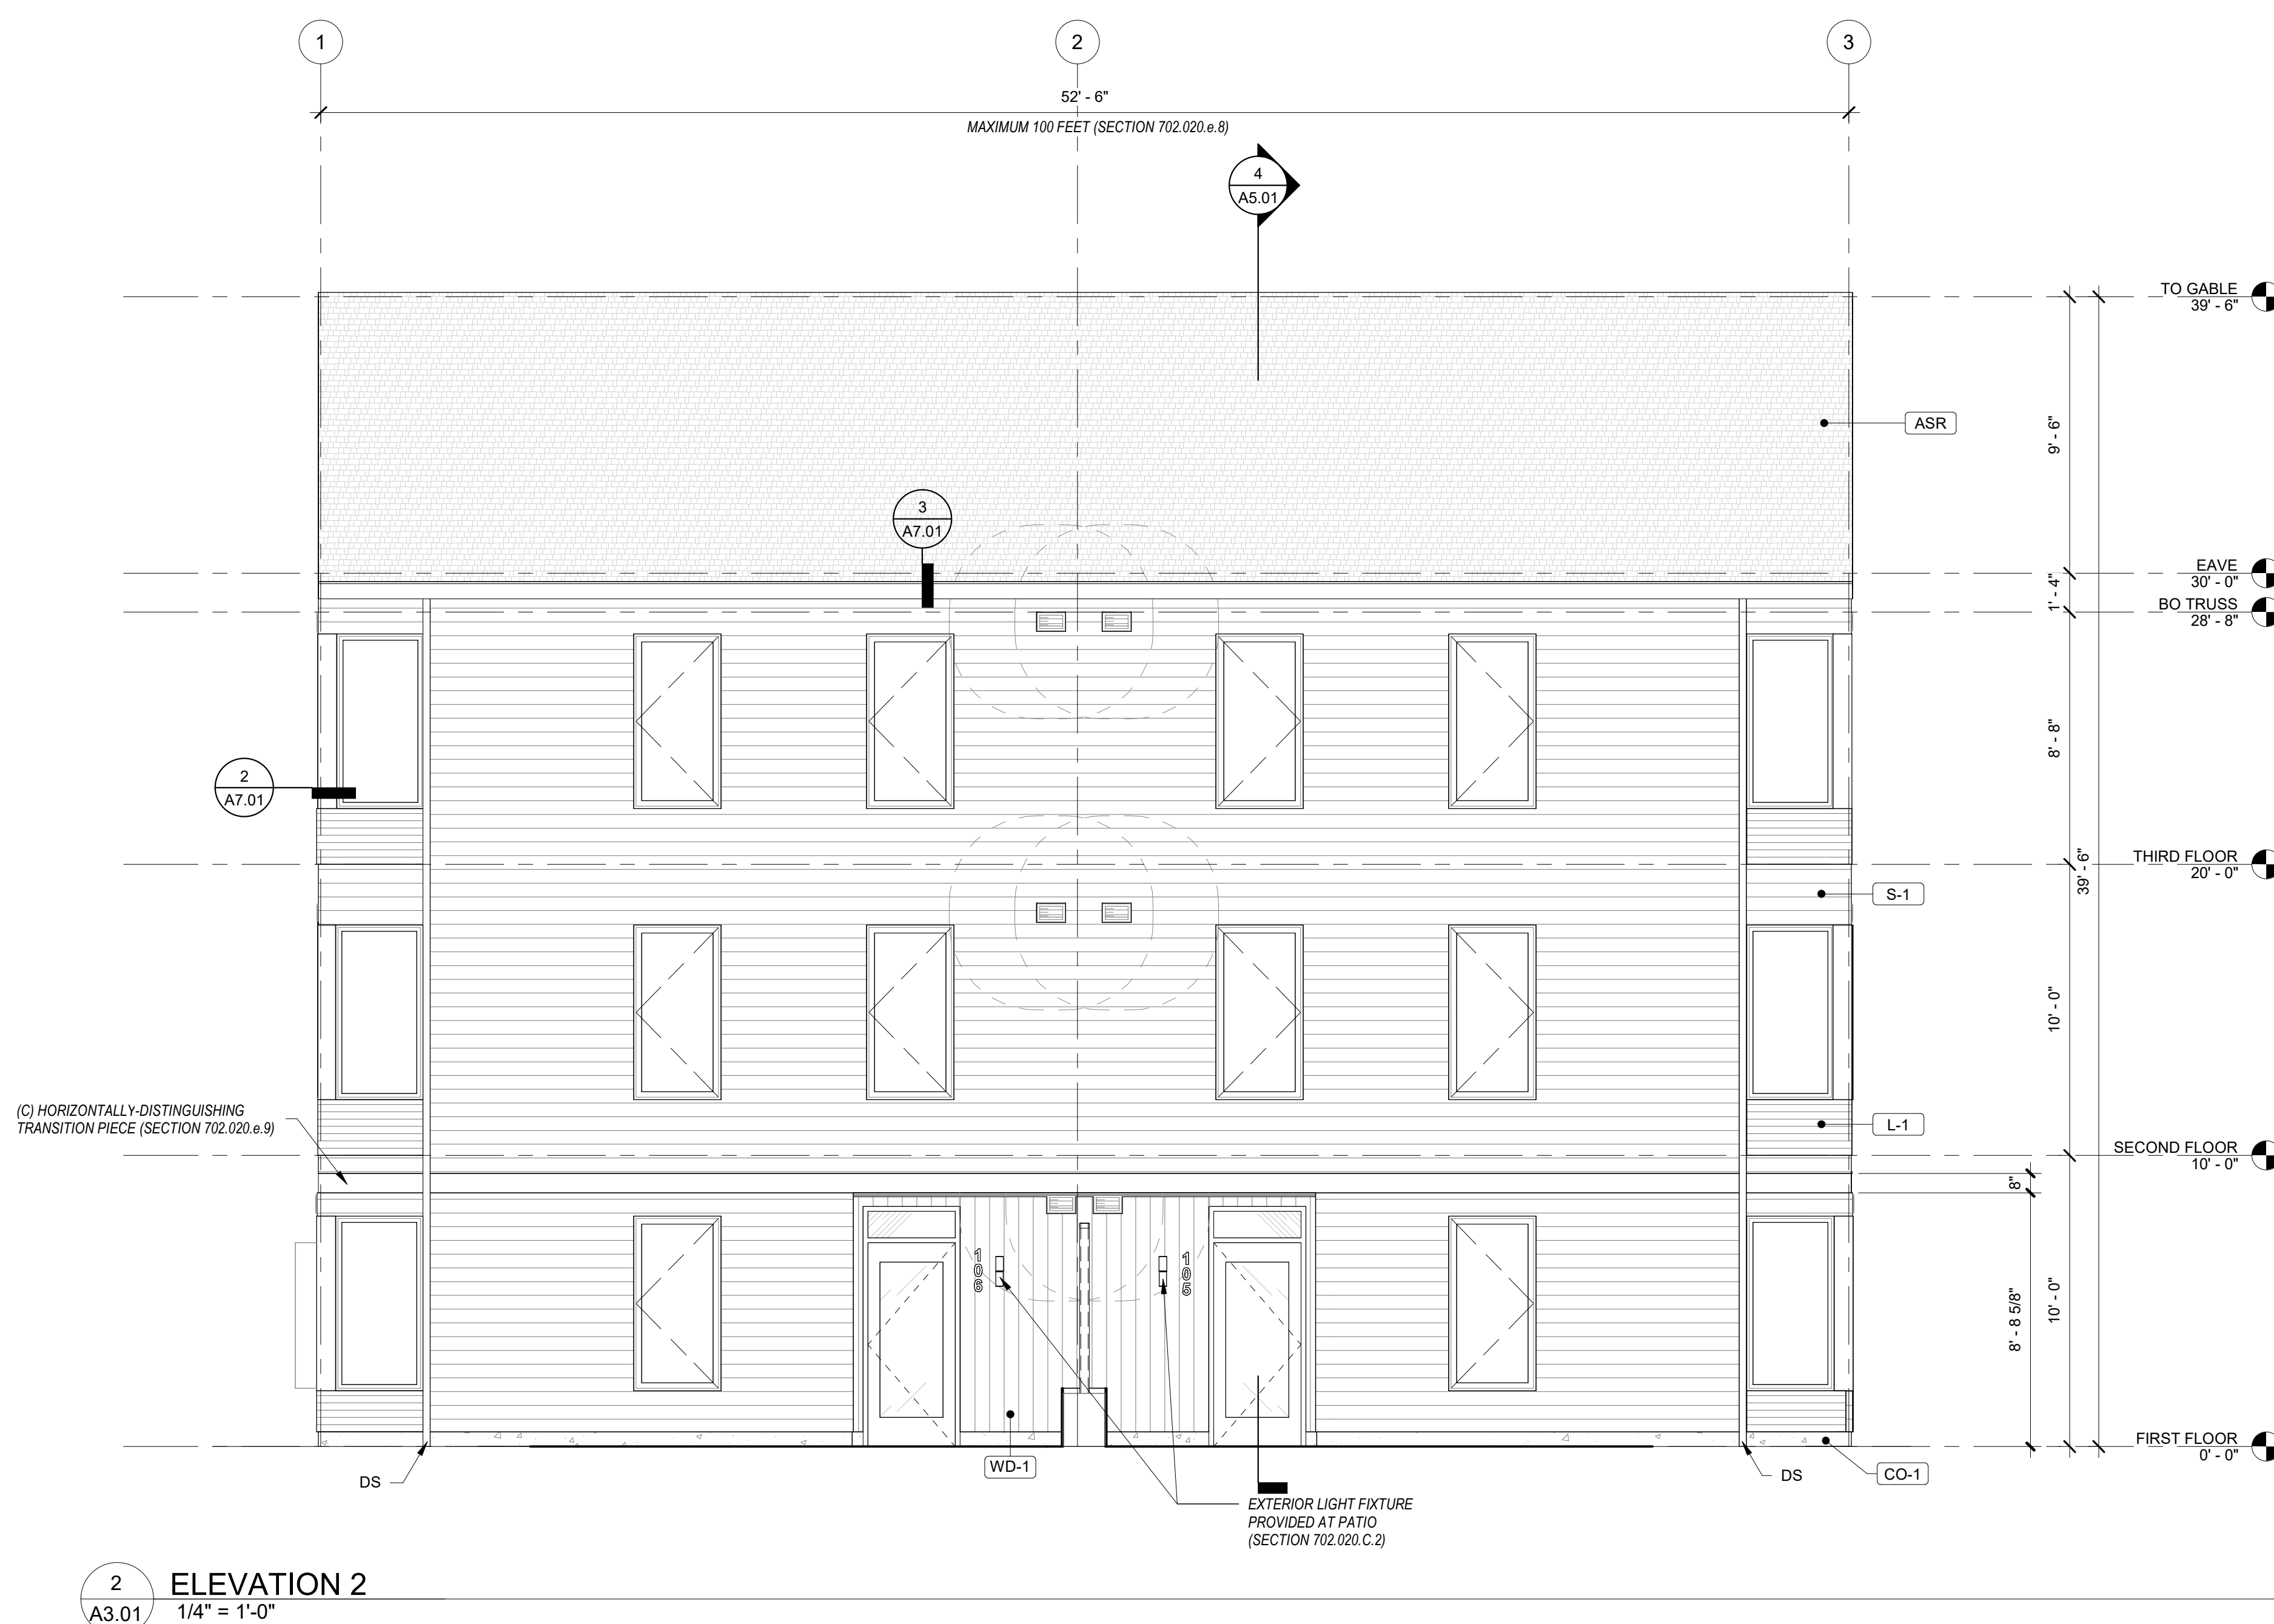 1
2
3
52' - 6"
MAXIMUM 100 FEET (SECTION 702.020.e.8)
4
A5.01
TO GABLE
39' - 6"
ASR
9' - 6"
3
A7.01
EAVE
30' - 0"
1' - 4"
BO TRUSS
28' - 8"
8' - 8"
2
A7.01
THIRD FLOOR
20' - 0"
39' - 6"
S-1
10' - 0"
(C) HORIZONTALLY-DISTINGUISHING
TRANSITION PIECE (SECTION 702.020.e.9)
L-1
SECOND FLOOR
10' - 0"
8"
106
105
8' - 8 5/8"
10' - 0"
FIRST FLOOR
0' - 0"
WD-1
DS
DS
CO-1
EXTERIOR LIGHT FIXTURE
PROVIDED AT PATIO
(SECTION 702.020.C.2)
2
A3.01
ELEVATION 2
1/4" = 1'-0"